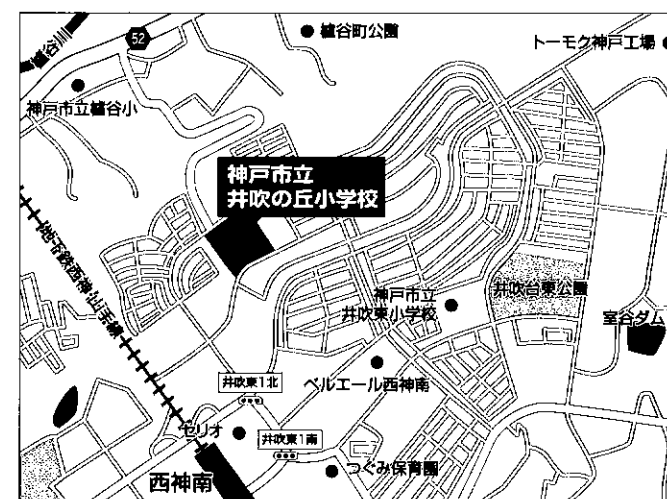 櫨谷川
52
櫨谷町公園
トーモク神戸工場
神戸市立櫨谷小
神戸市立
井吹の丘小学校
地下鉄西神・山手線
神戸市立
井吹東小学校
井吹台東公園
室谷ダム
ベルエール西神南
井吹東1北
セリオ
井吹東1南
つぐみ保育園
西神南